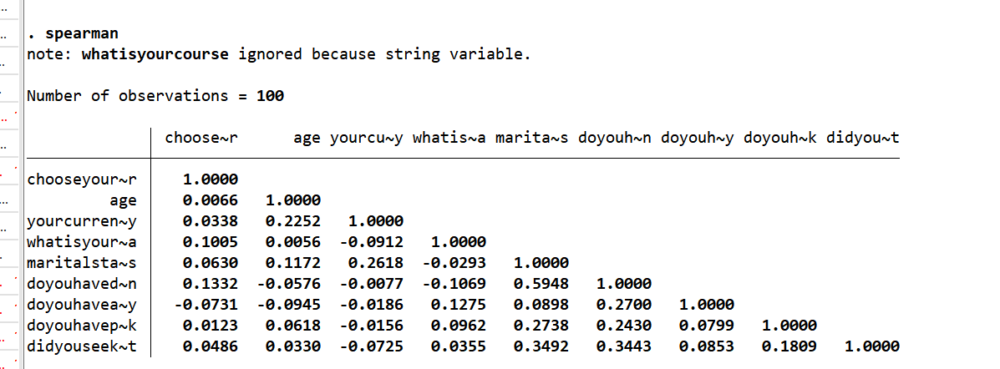 . spearman
note: whatisyourcourse ignored because string variable.
Number of observations = 100
choose~r age yourcu~y whatis~a marita~s doyouh~n doyouh~y doyouh~k didyou~t
chooseyour~r 1.0000
age 0.0066 1.0000
yourcurren~y 0.0338 0.2252 1.0000
whatisyour~a 0.1005 0.0056 -0.0912 1.0000
maritalsta~s 0.0630 0.1172 0.2618 -0.0293 1.0000
doyouhaved~n 0.1332 -0.0576 -0.0077 -0.1069 0.5948 1.0000
doyouhavea~y -0.0731 -0.0945 -0.0186 0.1275 0.0898 0.2700 1.0000
doyouhavep~k 0.0123 0.0618 -0.0156 0.0962 0.2738 0.2430 0.0799 1.0000
didyouseek~t 0.0486 0.0330 -0.0725 0.0355 0.3492 0.3443 0.0853 0.1809 1.0000